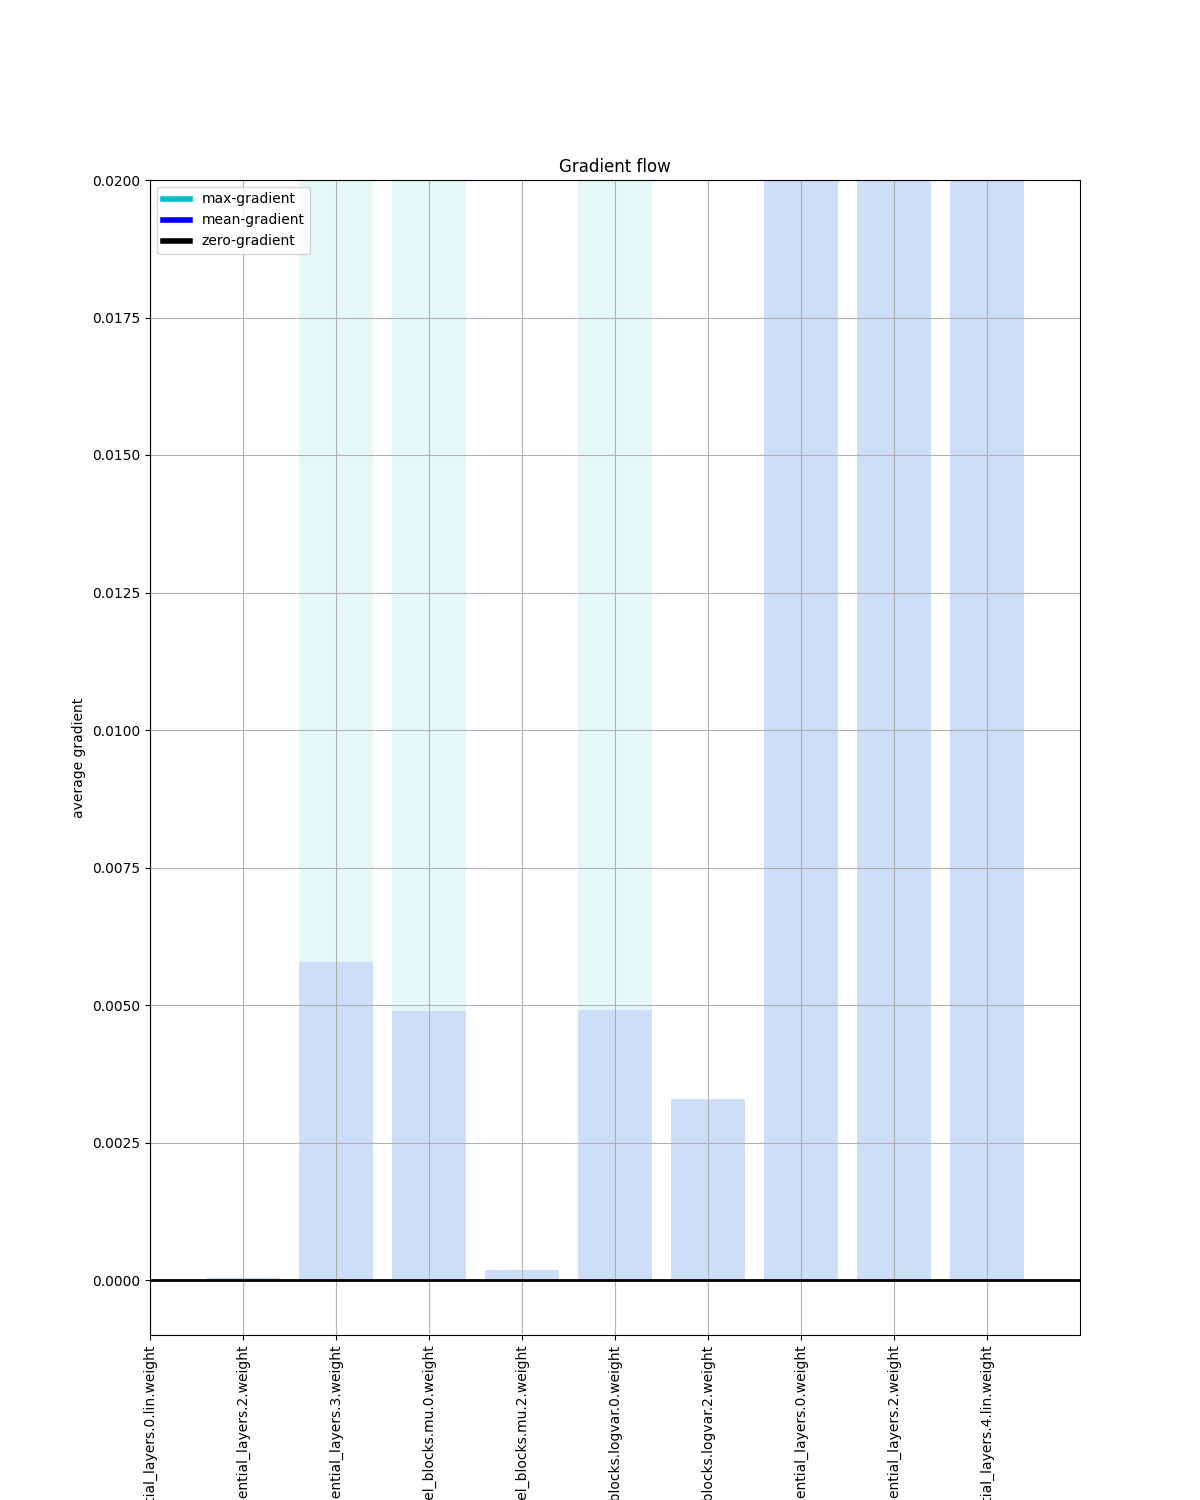 Gradient flow
max-gradient
mean-gradient
zero-gradient
0.0200
0.0175
0.0150
0.0125
0.0100
0.0075
0.0050
0.0025
0.0000
average gradient
tial_layers.0.lin.weight
ential_layers.2.weight
ential_layers.3.weight
el_blocks.mu.0.weight
el_blocks.mu.2.weight
blocks.logvar.0.weight
blocks.logvar.2.weight
ential_layers.0.weight
ential_layers.2.weight
tial_layers.4.lin.weight